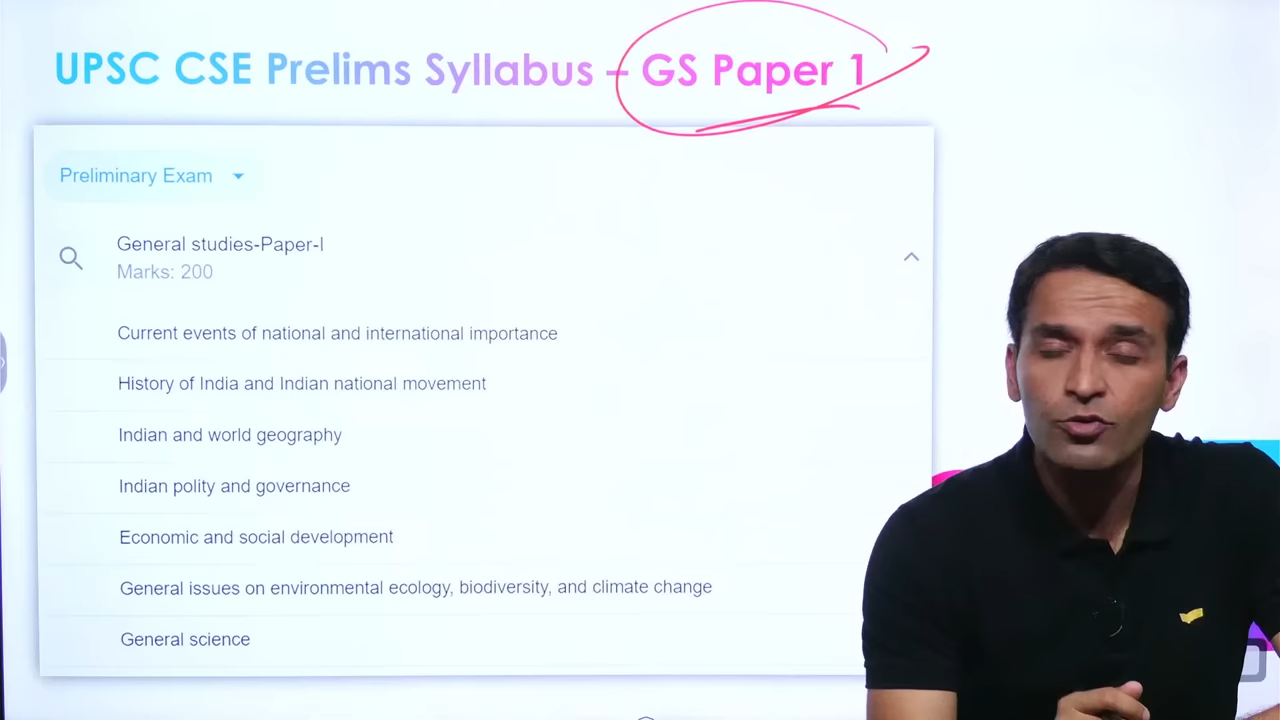 UPSC CSE Prelims Syllabus – GS Paper 1
Preliminary Exam
General studies-Paper-I
Marks: 200
Current events of national and international importance
History of India and Indian national movement
Indian and world geography
Indian polity and governance
Economic and social development
General issues on environmental ecology, biodiversity, and climate change
General science